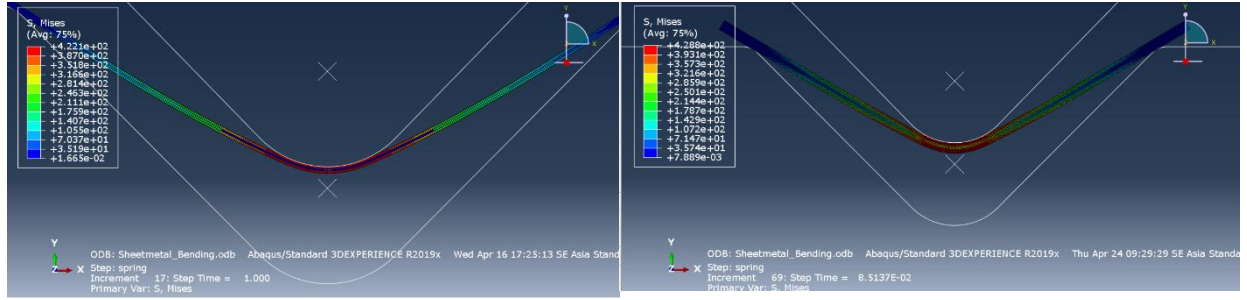 S, Mises
(Avg: 75%)
+4.221e+02
+3.870e+02
+3.518e+02
+3.166e+02
+2.814e+02
+2.463e+02
+2.111e+02
+1.759e+02
+1.407e+02
+1.055e+02
+7.037e+01
+3.519e+01
+1.665e-02
Y
X
ODB: Sheetmetal_Bending.odb Abaqus/Standard 3DEXPERIENCE R2019x Wed Apr 16 17:25:13 SE Asia Stand
Y
Z X
Step: spring
Increment 17: Step Time = 1.000
Primary Var: S, Mises
S, Mises
(Avg: 75%)
+4.288e+02
+3.931e+02
+3.573e+02
+3.216e+02
+2.859e+02
+2.501e+02
+2.144e+02
+1.787e+02
+1.429e+02
+1.072e+02
+7.147e+01
+3.574e+01
+7.889e-03
Y
X
ODB: Sheetmetal_Bending.odb Abaqus/Standard 3DEXPERIENCE R2019x Thu Apr 24 09:29:29 SE Asia Standa
Y
Z X
Step: spring
Increment 69: Step Time = 8.5137E-02
Primary Var: S, Mises